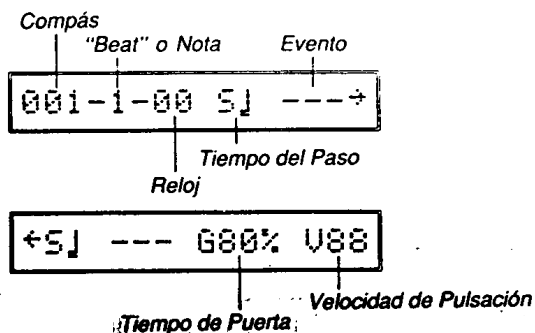 Compás
"Beat" o Nota Evento
001-1-00 S♩ ---→
Tiempo del Paso
Reloj
←S♩ --- G80% V88
Tiempo de Puerta Velocidad de Pulsación